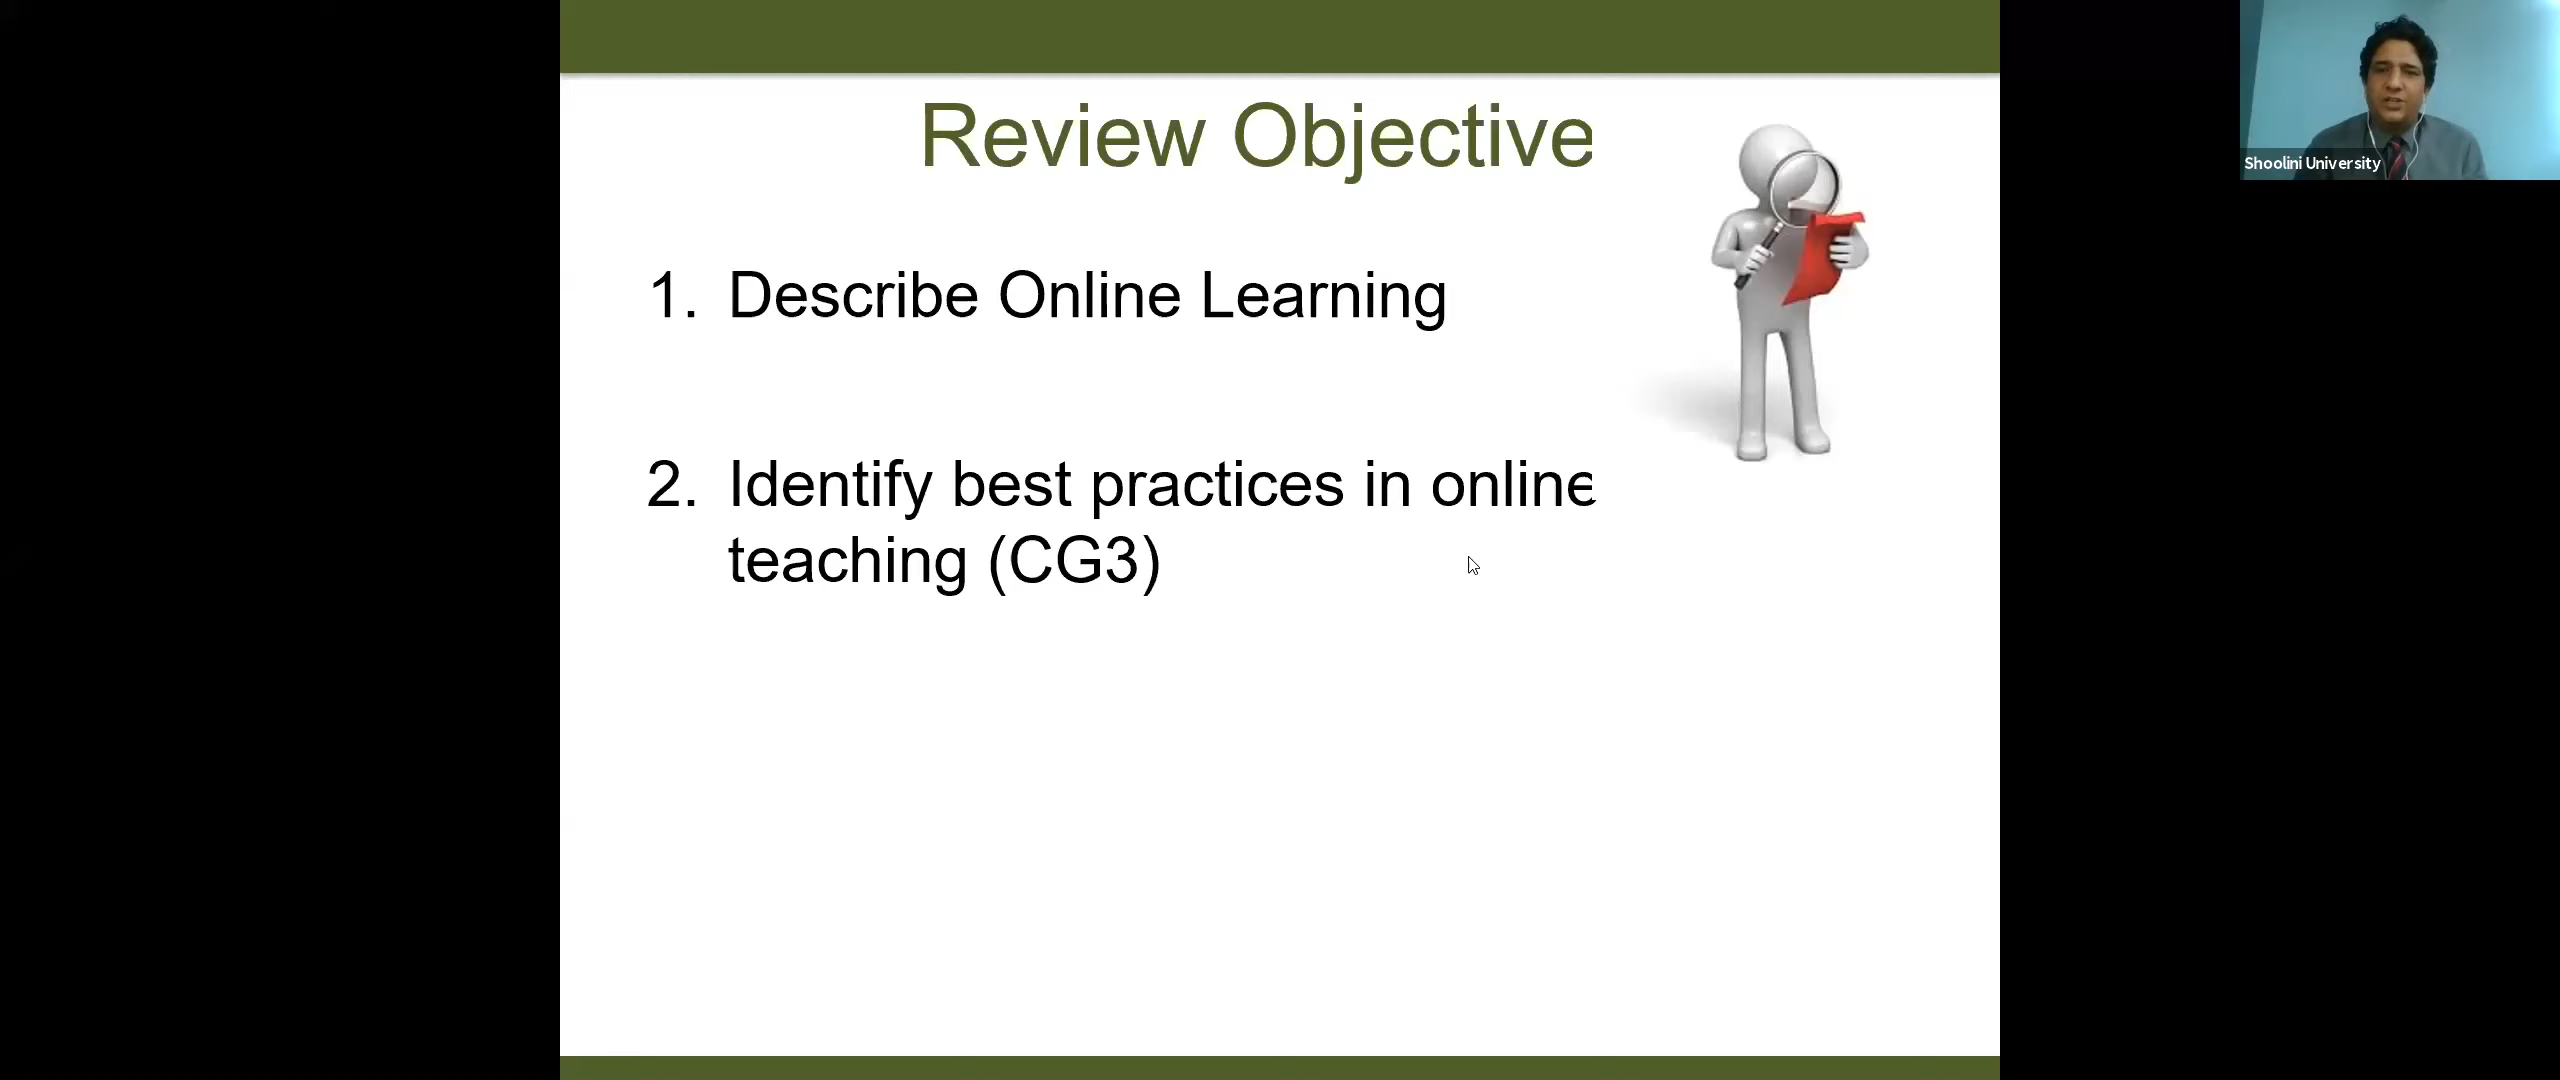 Review Objective
1. Describe Online Learning
2. Identify best practices in online
teaching (CG3)
Shoolini University